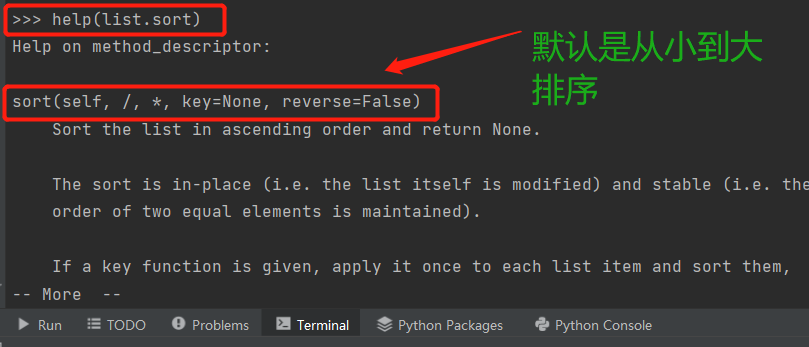 >>> help(list.sort)
Help on method_descriptor:
默认是从小到大
排序
sort(self, /, *, key=None, reverse=False)
Sort the list in ascending order and return None.
The sort is in-place (i.e. the list itself is modified) and stable (i.e. the
order of two equal elements is maintained).
If a key function is given, apply it once to each list item and sort them,
-- More  --
Run TODO Problems Terminal Python Packages Python Console